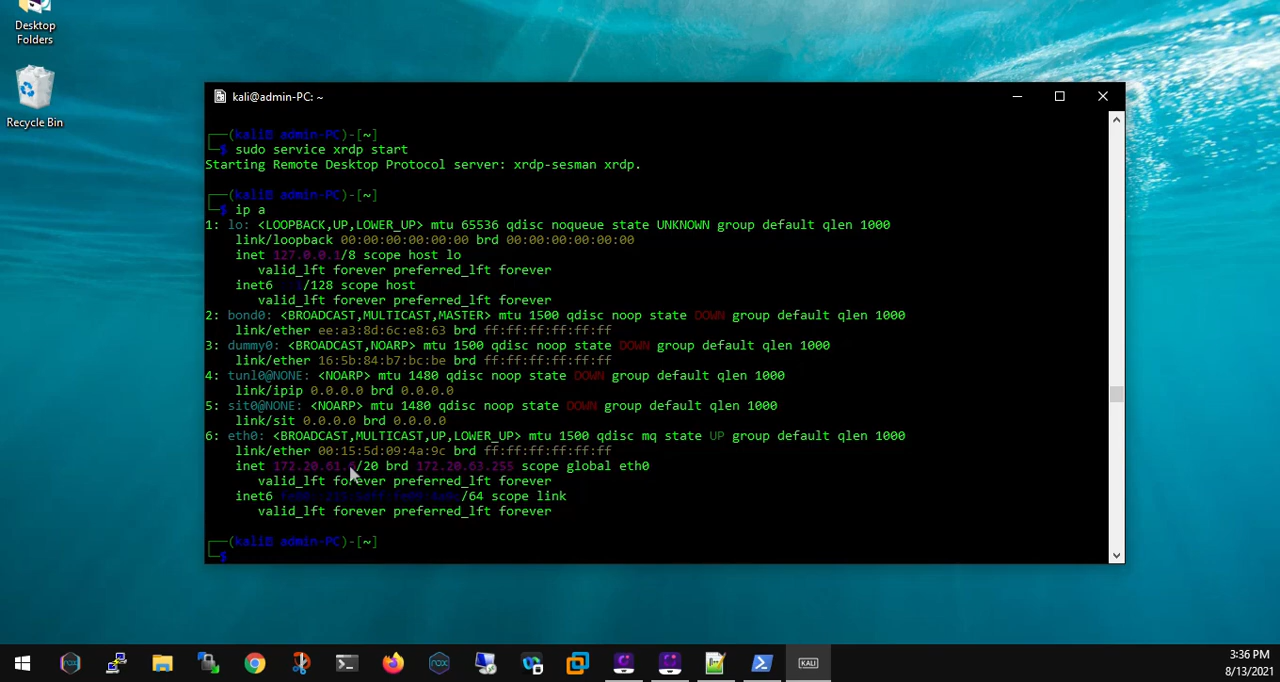 Desktop
Folders
Recycle Bin
kali@admin-PC: ~
┌──(kali㉿ admin-PC)-[~]
└─$ sudo service xrdp start
Starting Remote Desktop Protocol server: xrdp-sesman xrdp.
┌──(kali㉿ admin-PC)-[~]
└─$ ip a
1: lo: <LOOPBACK,UP,LOWER_UP> mtu 65536 qdisc noqueue state UNKNOWN group default qlen 1000
link/loopback 00:00:00:00:00:00 brd 00:00:00:00:00:00
inet 127.0.0.1/8 scope host lo
valid_lft forever preferred_lft forever
inet6 /128 scope host
valid_lft forever preferred_lft forever
2: bond0: <BROADCAST,MULTICAST,MASTER> mtu 1500 qdisc noop state DOWN group default qlen 1000
link/ether ee:a3:8d:6c:e8:63 brd ff:ff:ff:ff:ff:ff
3: dummy0: <BROADCAST,NOARP> mtu 1500 qdisc noop state DOWN group default qlen 1000
link/ether 16:5b:84:b7:bc:be brd ff:ff:ff:ff:ff:ff
4: tunl0@NONE: <NOARP> mtu 1480 qdisc noop state DOWN group default qlen 1000
link/ipip 0.0.0.0 brd 0.0.0.0
5: sit0@NONE: <NOARP> mtu 1480 qdisc noop state DOWN group default qlen 1000
link/sit 0.0.0.0 brd 0.0.0.0
6: eth0: <BROADCAST,MULTICAST,UP,LOWER_UP> mtu 1500 qdisc mq state UP group default qlen 1000
link/ether 00:15:5d:09:4a:9c brd ff:ff:ff:ff:ff:ff
inet /20 brd 172.20.63.255 scope global eth0
valid_lft forever preferred_lft forever
inet6 /64 scope link
valid_lft forever preferred_lft forever
┌──(kali㉿ admin-PC)-[~]
└─$
nox
nox
KALI
3:36 PM
8/13/2021